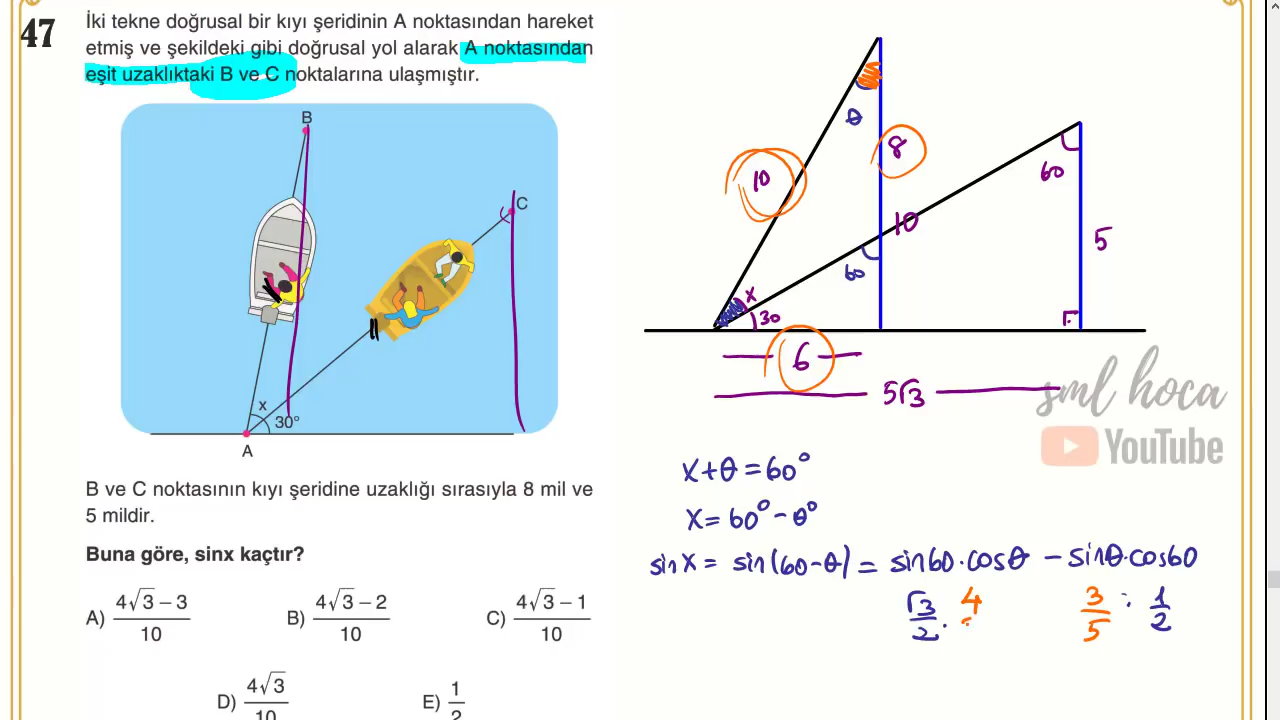 47
İki tekne doğrusal bir kıyı şeridinin A noktasından hareket
etmiş ve şekildeki gibi doğrusal yol alarak A noktasından
eşit uzaklıktaki B ve C noktalarına ulaşmıştır.
B
C
x
30°
A
B ve C noktasının kıyı şeridine uzaklığı sırasıyla 8 mil ve
5 mildir.
Buna göre, sinx kaçtır?
A) 4√3 − 3 / 10
B) 4√3 − 2 / 10
C) 4√3 − 1 / 10
D) 4√3 / 10
E) 1 / 2
θ
8
10
60
10
5
60
x
30
6
5√3
sml hoca
YouTube
x+θ=60°
x=60°-θ°
sinx = sin(60-θ) = sin60.cosθ - sinθ.cos60
√3/2 . 4
3/5 . 1/2